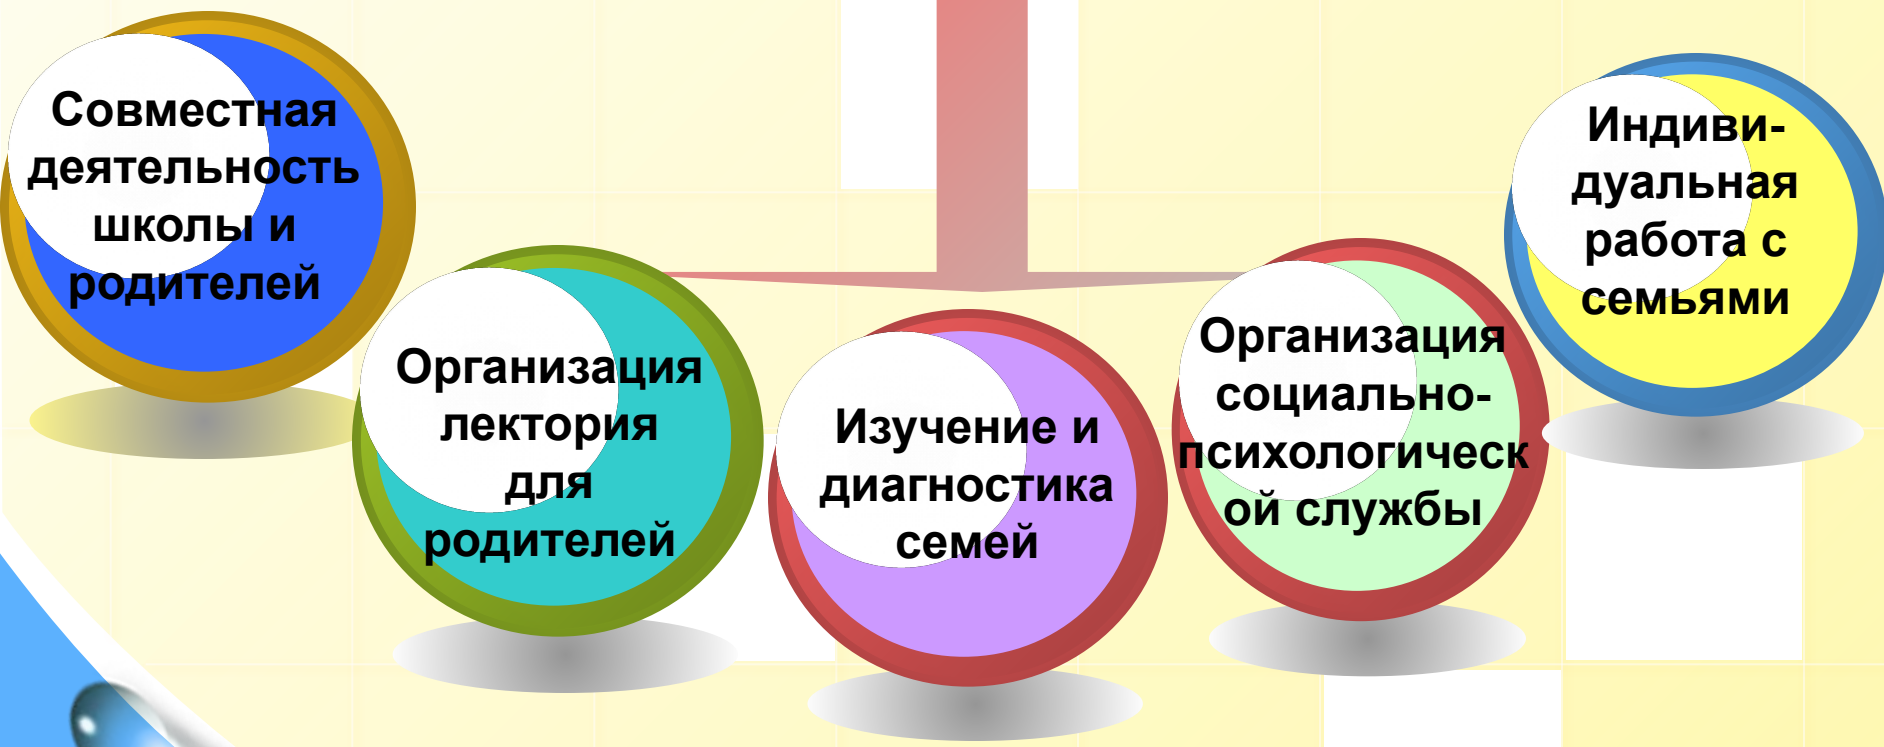 Совместная
деятельность
школы и
родителей
Организация
лектория
для
родителей
Изучение и
диагностика
семей
Организация
социально-
психологическ
ой службы
Индиви-
дуальная
работа с
семьями